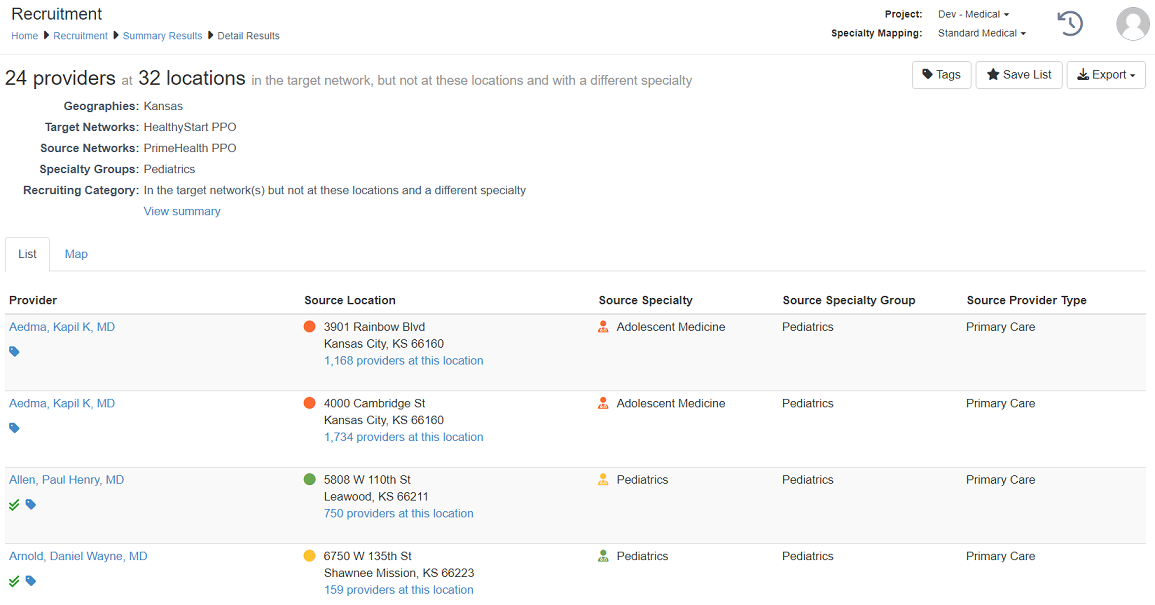 Recruitment
Project: Dev - Medical
Home Recruitment Summary Results Detail Results
Specialty Mapping: Standard Medical
24 providers at 32 locations in the target network, but not at these locations and with a different specialty
Tags Save List Export
Geographies: Kansas
Target Networks: HealthyStart PPO
Source Networks: PrimeHealth PPO
Specialty Groups: Pediatrics
Recruiting Category: In the target network(s) but not at these locations and a different specialty
View summary
List Map
Provider Source Location Source Specialty Source Specialty Group Source Provider Type
Aedma, Kapil K, MD 3901 Rainbow Blvd Adolescent Medicine Pediatrics Primary Care
Kansas City, KS 66160
1,168 providers at this location
Aedma, Kapil K, MD 4000 Cambridge St Adolescent Medicine Pediatrics Primary Care
Kansas City, KS 66160
1,734 providers at this location
Allen, Paul Henry, MD 5808 W 110th St Pediatrics Pediatrics Primary Care
Leawood, KS 66211
750 providers at this location
Arnold, Daniel Wayne, MD 6750 W 135th St Pediatrics Pediatrics Primary Care
Shawnee Mission, KS 66223
159 providers at this location